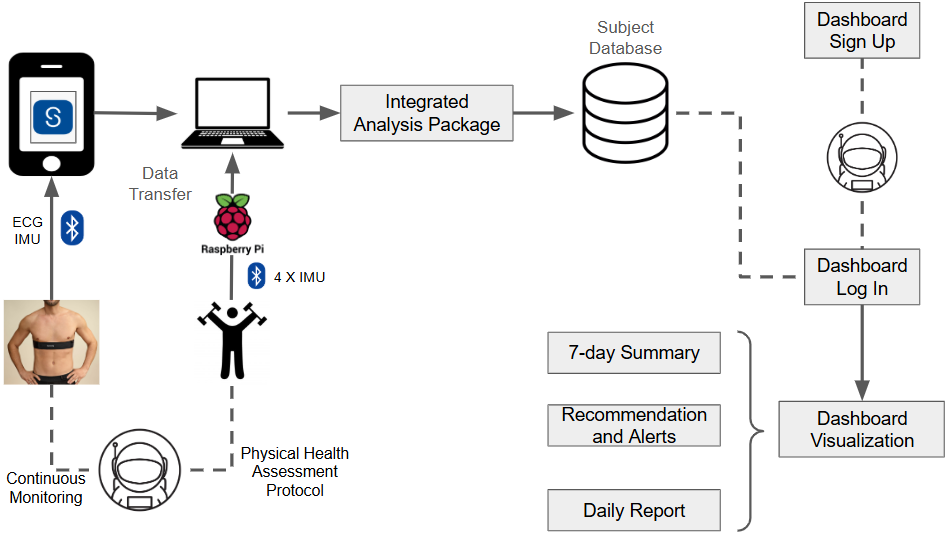 Subject
Database
Dashboard
Sign Up
Integrated
Analysis Package
Data
Transfer
ECG
IMU
Raspberry Pi
4 X IMU
Dashboard
Log In
7-day Summary
Recommendation
and Alerts
Daily Report
Dashboard
Visualization
Continuous
Monitoring
Physical Health
Assessment
Protocol